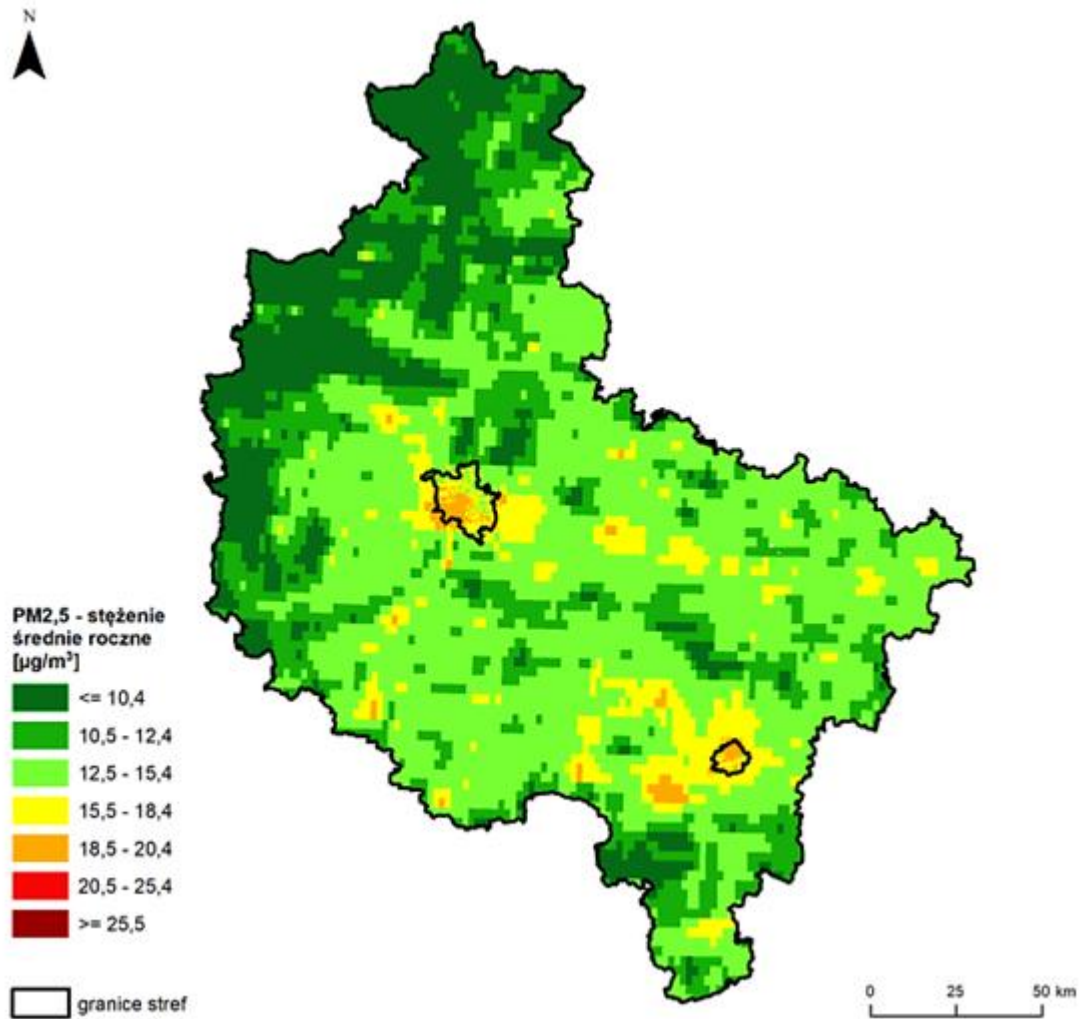 N
PM2,5 - stężenie
średnie roczne
[µg/m³]
<= 10,4
10,5 - 12,4
12,5 - 15,4
15,5 - 18,4
18,5 - 20,4
20,5 - 25,4
>= 25,5
granice stref
0 25 50 km